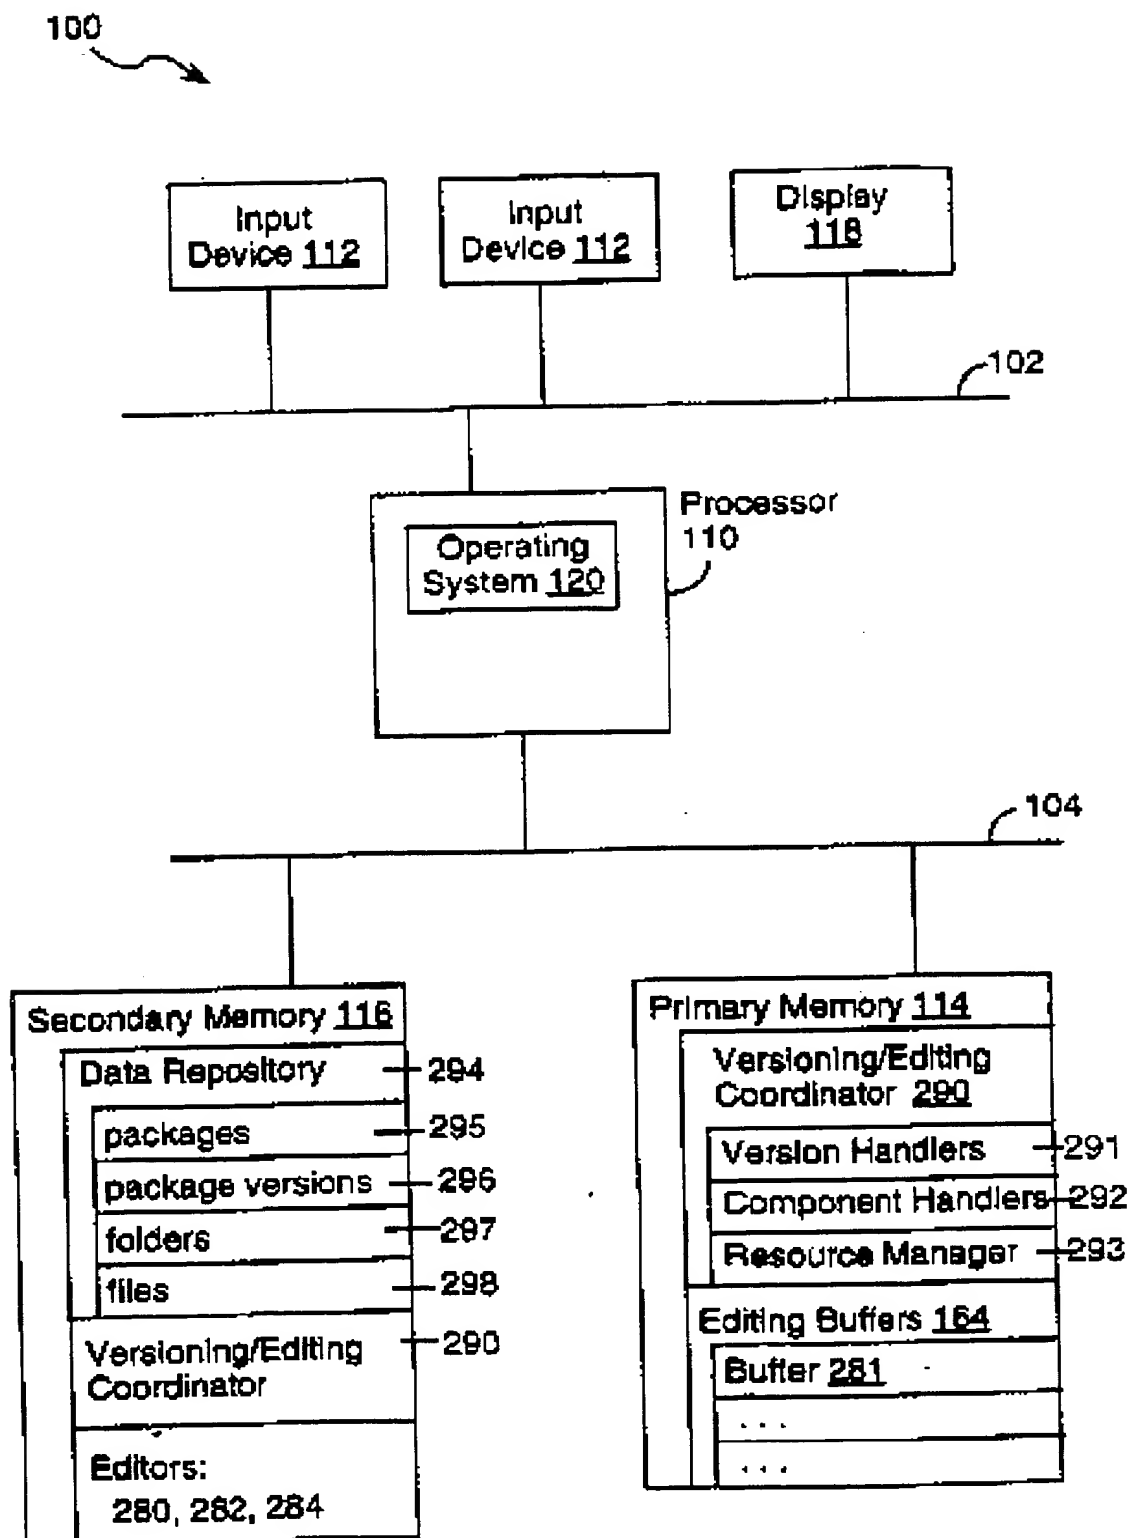 100
Input
Device 112
Input
Device 112
Display
118
102
Processor
110
Operating
System 120
104
Secondary Memory 116
Data Repository
294
packages
295
package versions
296
folders
297
files
298
Versioning/Editing
Coordinator
290
Editors:
280, 282, 284
Primary Memory 114
Versioning/Editing
Coordinator 290
Version Handlers
291
Component Handlers
292
Resource Manager
293
Editing Buffers 164
Buffer 281
. . .
. . .